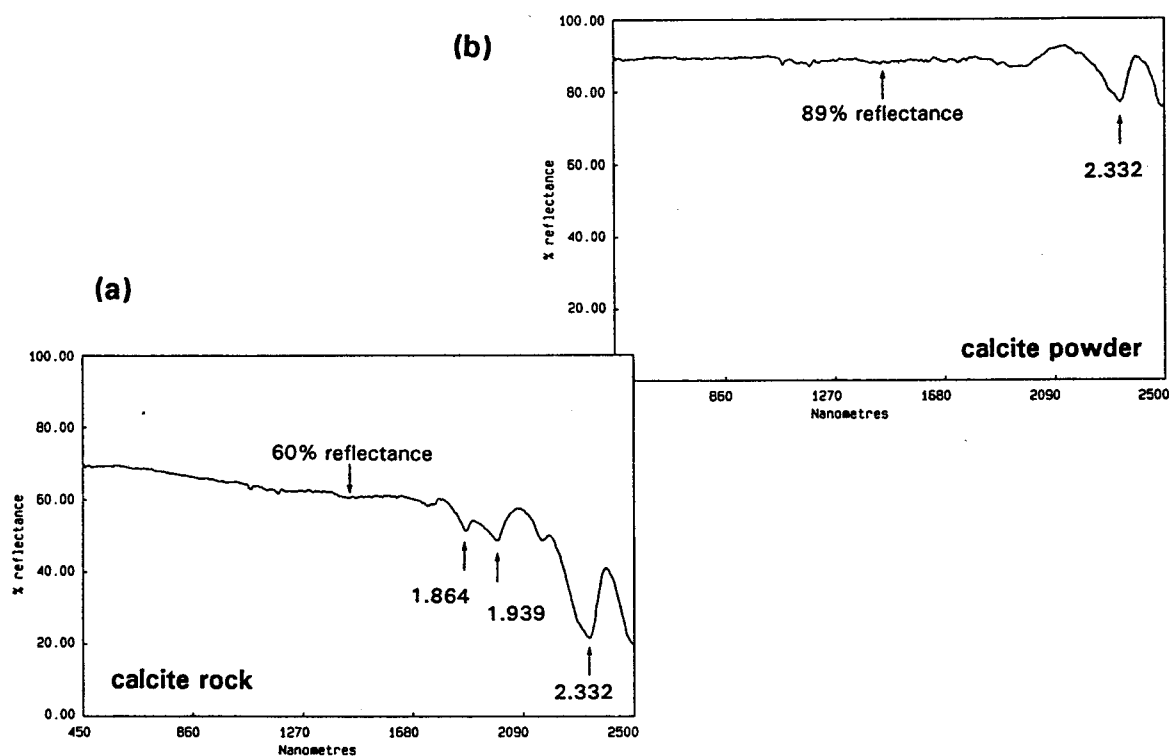 (b)
100.00
80.00
60.00
40.00
20.00
% reflectance
89% reflectance
2.332
calcite powder
860
1270
1680
2090
2500
Nanometres
(a)
100.00
80.00
60.00
40.00
20.00
0.00
% reflectance
60% reflectance
1.864
1.939
2.332
calcite rock
450
860
1270
1680
2090
2500
Nanometres